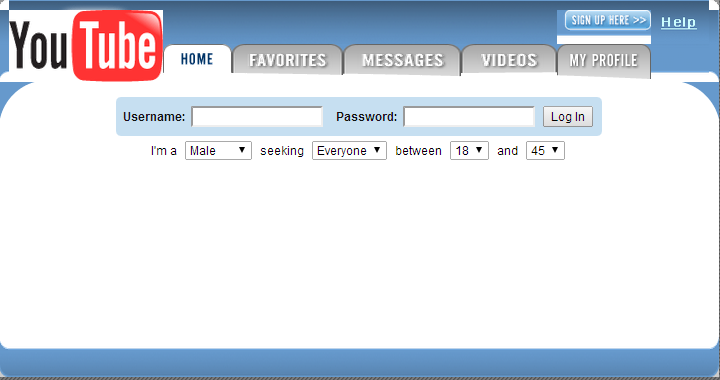 YouTube
SIGN UP HERE >> Help
HOME FAVORITES MESSAGES VIDEOS MY PROFILE
Username: Password: Log In
I'm a Male seeking Everyone between 18 and 45